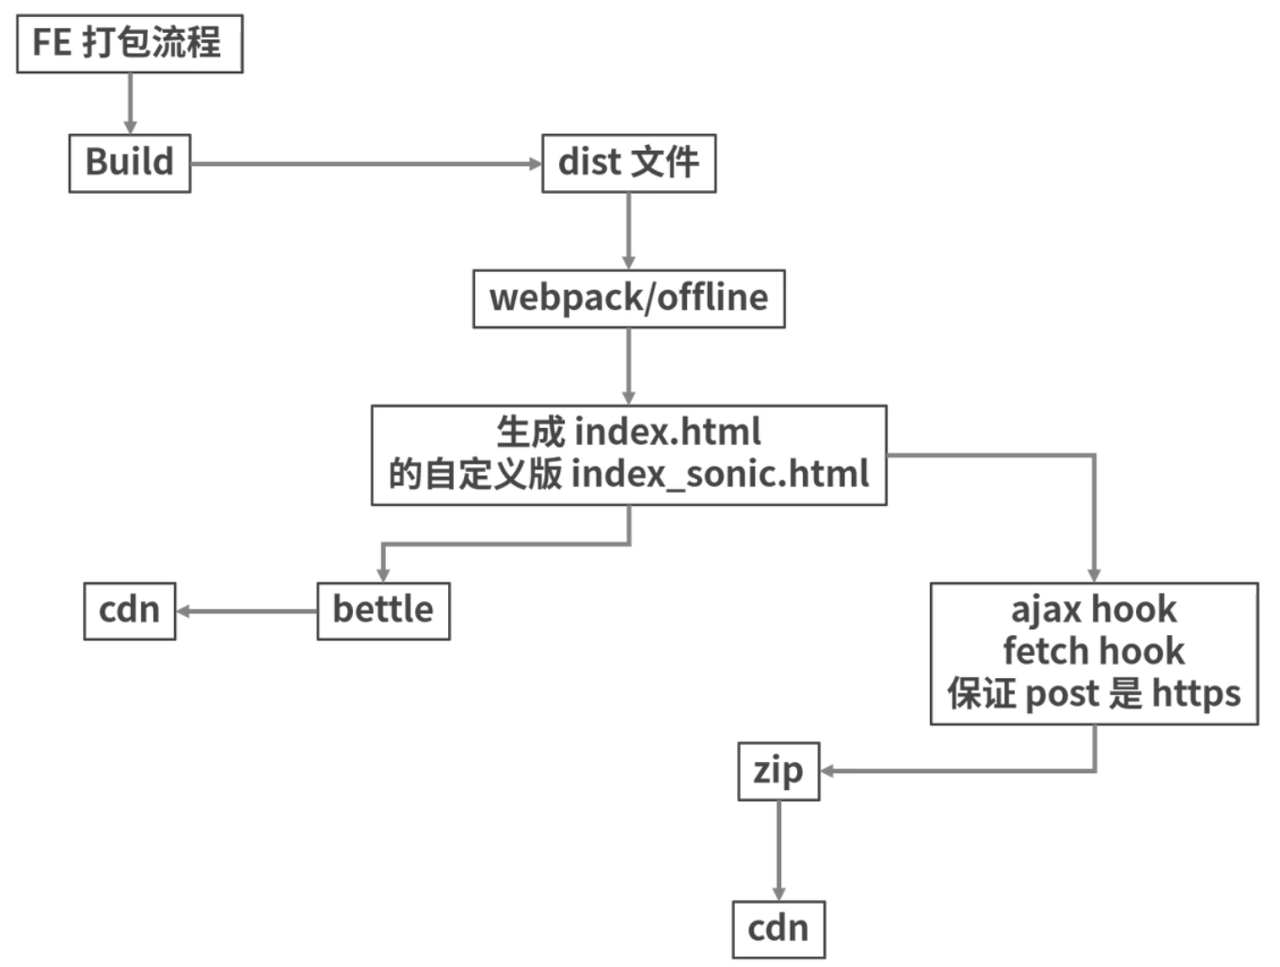 FE 打包流程
Build
dist 文件
webpack/offline
生成 index.html
的自定义版 index_sonic.html
cdn
bettle
ajax hook
fetch hook
保证 post 是 https
zip
cdn